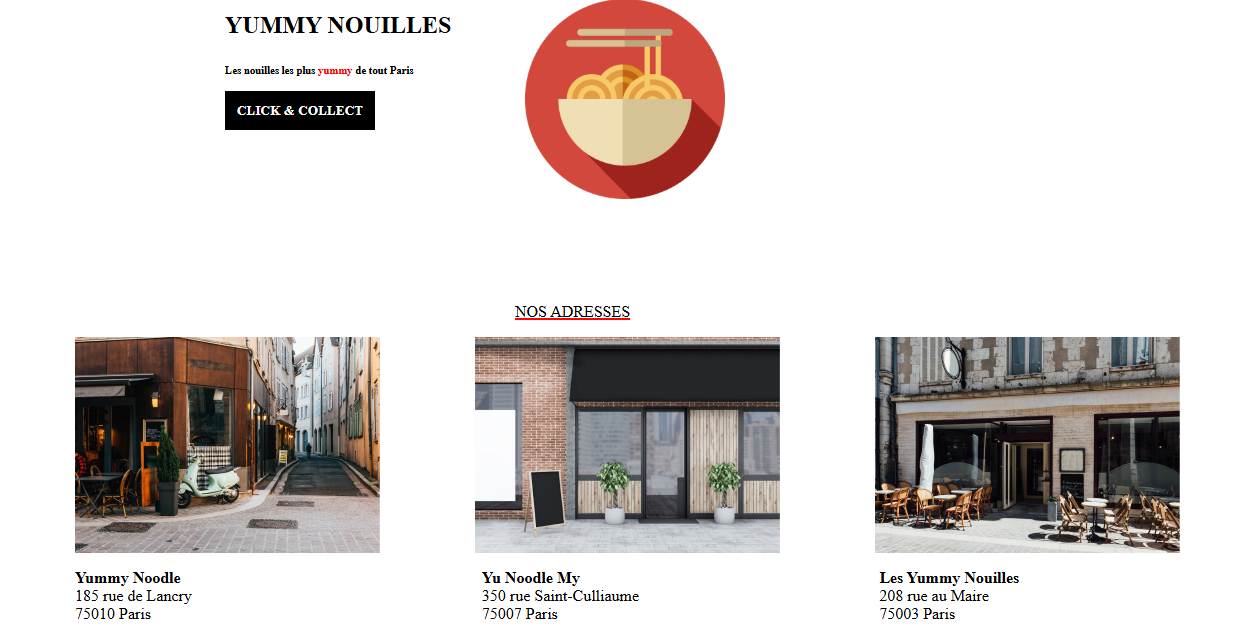 YUMMY NOUILLES
Les nouilles les plus yummy de tout Paris
CLICK & COLLECT
NOS ADRESSES
Yummy Noodle
185 rue de Lancry
75010 Paris
Yu Noodle My
350 rue Saint-Culliaume
75007 Paris
Les Yummy Nouilles
208 rue au Maire
75003 Paris